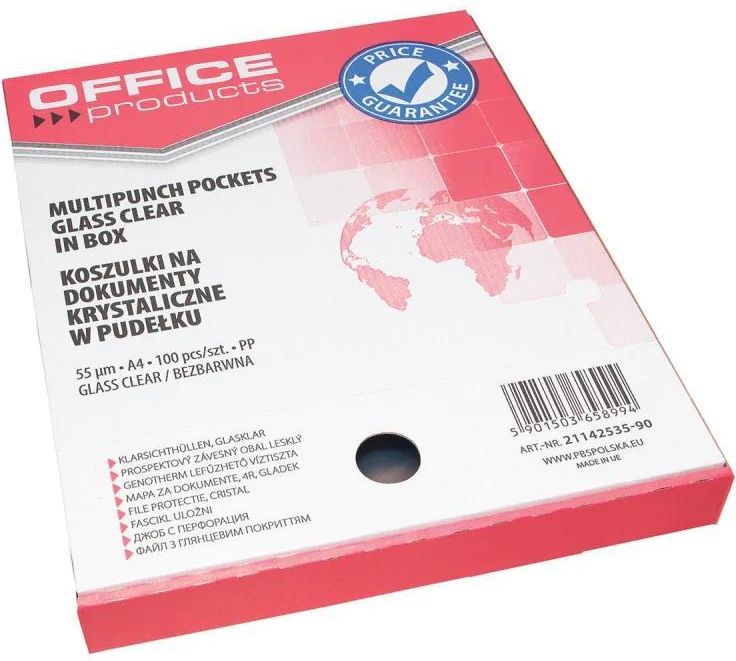 OFFICE
products
PRICE
GUARANTEE
MULTIPUNCH POCKETS
GLASS CLEAR
IN BOX
KOSZULKI NA
DOKUMENTY
KRYSTALICZNE
W PUDEŁKU
55 µm • A4 • 100 pcs/szt. • PP
GLASS CLEAR / BEZBARWNA
KLARSICHTHÜLLEN, GLASKLAR
PROSPEKTOVÝ ZÁVESNÝ OBAL LESKLÝ
GENOTHERM LEFŰZHETŐ VÍZTISZTA
MAPA ZA DOKUMENTE, 4R, GLADEK
FILE PROTECTIE, CRISTAL
FASCIKL ULOŽNI
ДЖОБ С ПЕРФОРАЦИЯ
ФАЙЛ З ГЛЯНЦЕВИМ ПОКРИТТЯМ
5 901503 658994
ART.-NR. 21142535-90
WWW.PBSPOLSKA.EU
MADE IN UE